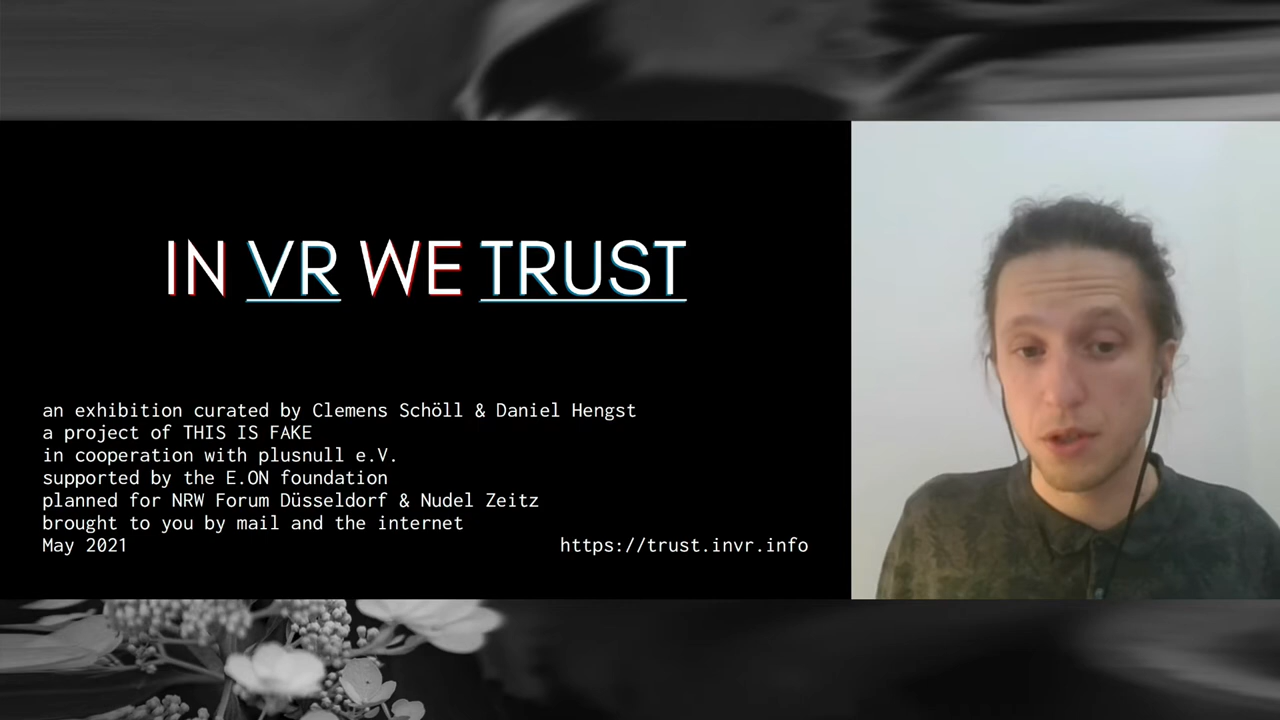 IN VR WE TRUST
an exhibition curated by Clemens Schöll & Daniel Hengst
a project of THIS IS FAKE
in cooperation with plusnull e.V.
supported by the E.ON foundation
planned for NRW Forum Düsseldorf & Nudel Zeitz
brought to you by mail and the internet
May 2021
https://trust.invr.info